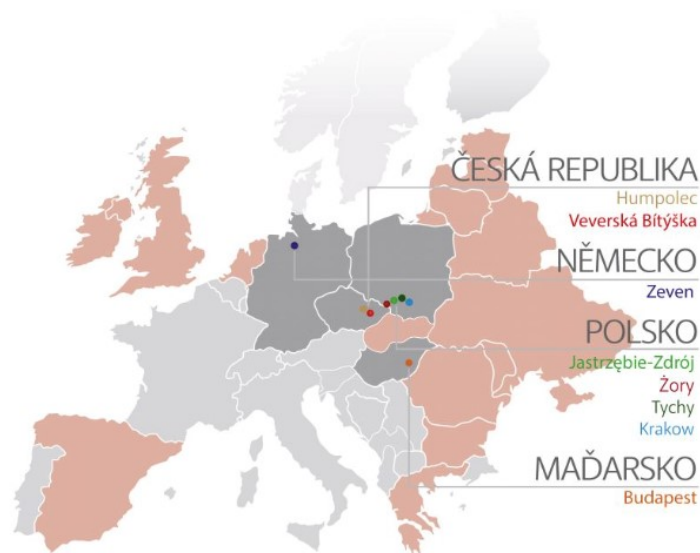 ČESKÁ REPUBLIKA
Humpolec
Veverská Bítýška
NĚMECKO
Zeven
POLSKO
Jastrzębie-Zdrój
Żory
Tychy
Krakow
MAĎARSKO
Budapest